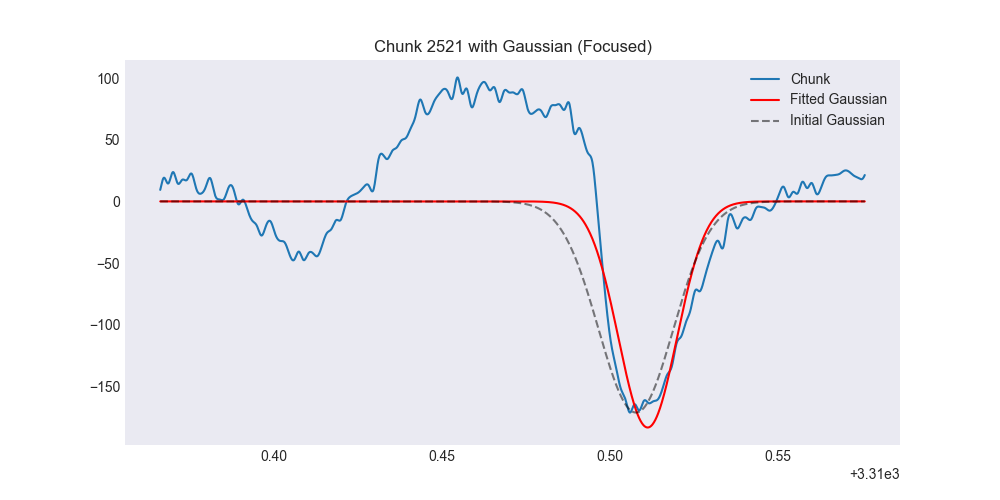 Chunk 2521 with Gaussian (Focused)
100
50
0
−50
−100
−150
Chunk
Fitted Gaussian
Initial Gaussian
0.40 0.45 0.50 0.55
+3.31e3